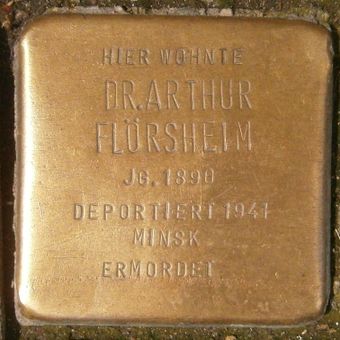 HIER WOHNTE
DR. ARTHUR
FLÖRSHEIM
JG. 1890
DEPORTIERT 1941
MINSK
ERMORDET